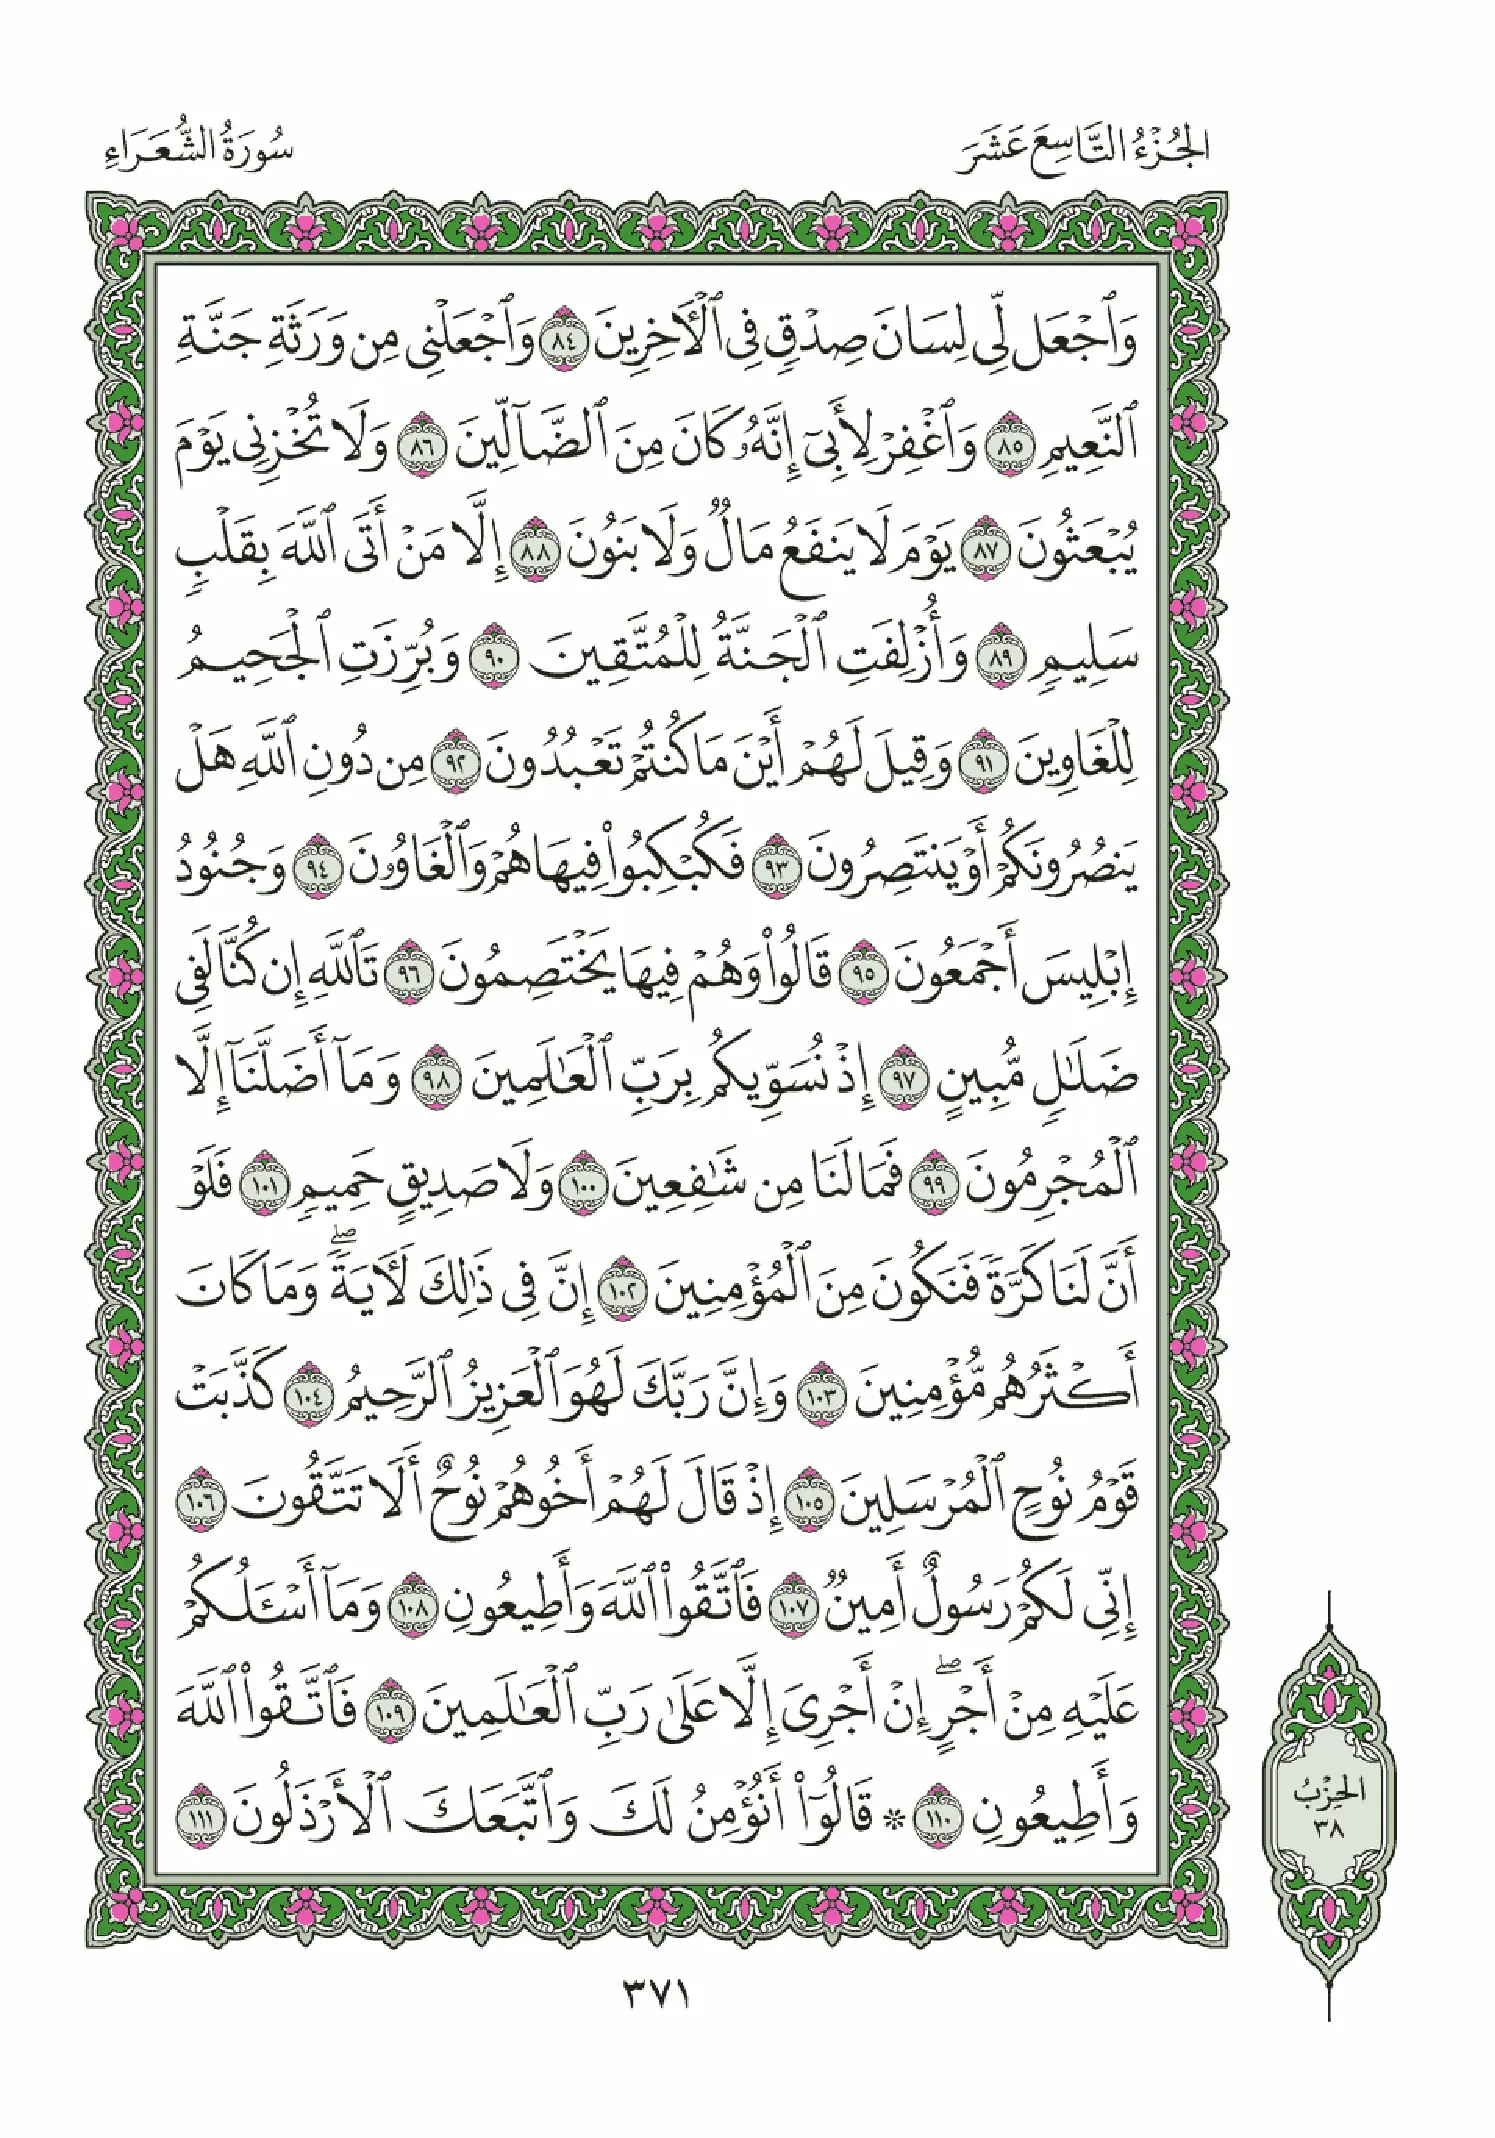 الجُزْءُ التَّاسِعَ عَشَرَ
سُورَةُ الشُّعَرَاءِ
وَٱجْعَل لِّى لِسَانَ صِدْقٍ فِى ٱلْأَخِرِينَ ٨٤ وَٱجْعَلْنِى مِن وَرَثَةِ جَنَّةِ
ٱلنَّعِيمِ ٨٥ وَٱغْفِرْ لِأَبِىٓ إِنَّهُۥ كَانَ مِنَ ٱلضَّآلِّينَ ٨٦ وَلَا تُخْزِنِى يَوْمَ
يُبْعَثُونَ ٨٧ يَوْمَ لَا يَنفَعُ مَالٌ وَلَا بَنُونَ ٨٨ إِلَّا مَنْ أَتَى ٱللَّهَ بِقَلْبٍ
سَلِيمٍ ٨٩ وَأُزْلِفَتِ ٱلْجَنَّةُ لِلْمُتَّقِينَ ٩٠ وَبُرِّزَتِ ٱلْجَحِيمُ
لِلْغَاوِينَ ٩١ وَقِيلَ لَهُمْ أَيْنَ مَا كُنتُمْ تَعْبُدُونَ ٩٢ مِن دُونِ ٱللَّهِ هَلْ
يَنصُرُونَكُمْ أَوْ يَنتَصِرُونَ ٩٣ فَكُبْكِبُوا۟ فِيهَا هُمْ وَٱلْغَاوُۥنَ ٩٤ وَجُنُودُ
إِبْلِيسَ أَجْمَعُونَ ٩٥ قَالُوا۟ وَهُمْ فِيهَا يَخْتَصِمُونَ ٩٦ تَٱللَّهِ إِن كُنَّا لَفِى
ضَلَٰلٍ مُّبِينٍ ٩٧ إِذْ نُسَوِّيكُم بِرَبِّ ٱلْعَٰلَمِينَ ٩٨ وَمَآ أَضَلَّنَآ إِلَّا
ٱلْمُجْرِمُونَ ٩٩ فَمَا لَنَا مِن شَٰفِعِينَ ١٠٠ وَلَا صَدِيقٍ حَمِيمٍ ١٠١ فَلَوْ
أَنَّ لَنَا كَرَّةً فَنَكُونَ مِنَ ٱلْمُؤْمِنِينَ ١٠٢ إِنَّ فِى ذَٰلِكَ لَأَيَةً ۖ وَمَا كَانَ
أَكْثَرُهُم مُّؤْمِنِينَ ١٠٣ وَإِنَّ رَبَّكَ لَهُوَ ٱلْعَزِيزُ ٱلرَّحِيمُ ١٠٤ كَذَّبَتْ
قَوْمُ نُوحٍ ٱلْمُرْسَلِينَ ١٠٥ إِذْ قَالَ لَهُمْ أَخُوهُمْ نُوحٌ أَلَا تَتَّقُونَ ١٠٦
إِنِّى لَكُمْ رَسُولٌ أَمِينٌ ١٠٧ فَٱتَّقُوا۟ ٱللَّهَ وَأَطِيعُونِ ١٠٨ وَمَآ أَسْـَٔلُكُمْ
عَلَيْهِ مِنْ أَجْرٍ ۖ إِنْ أَجْرِىَ إِلَّا عَلَىٰ رَبِّ ٱلْعَٰلَمِينَ ١٠٩ فَٱتَّقُوا۟ ٱللَّهَ
وَأَطِيعُونِ ١١٠ ۞ قَالُوٓا۟ أَنُؤْمِنُ لَكَ وَٱتَّبَعَكَ ٱلْأَرْذَلُونَ ١١١
الحِزْبُ
٣٨
٣٧١